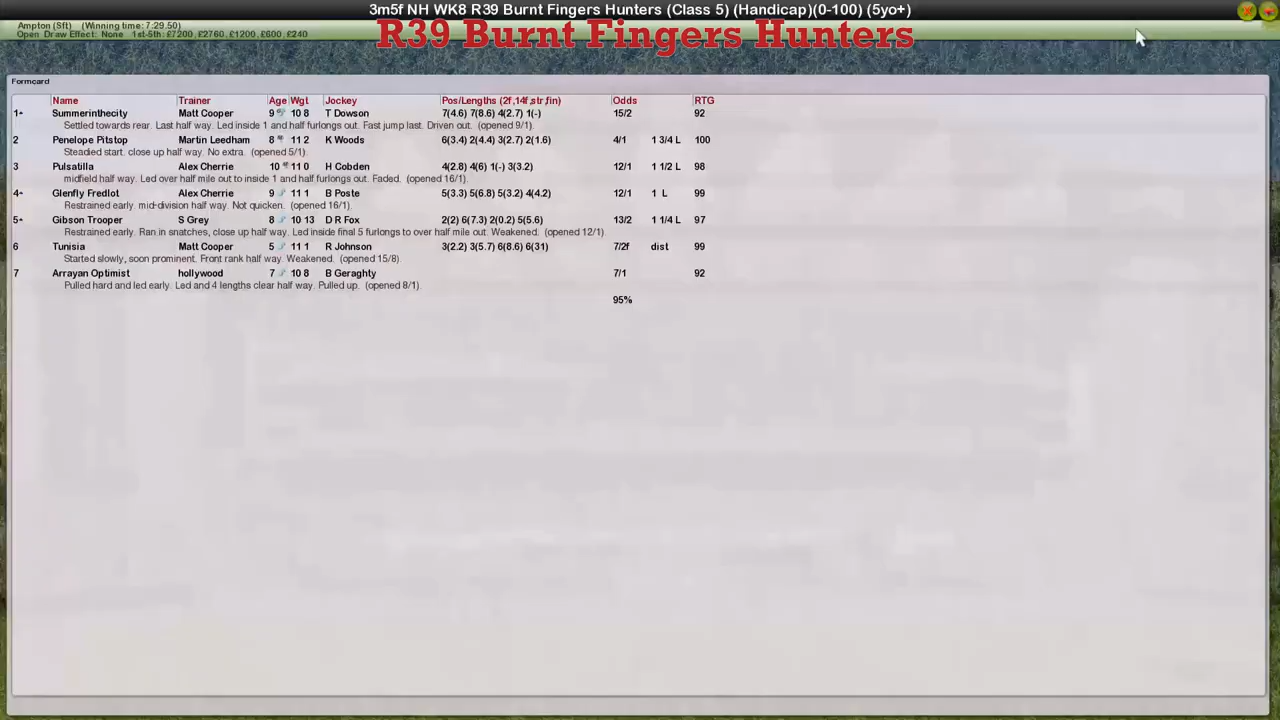 3m5f NH WK8 R39 Burnt Fingers Hunters (Class 5) (Handicap)(0-100) (5yo+)
Ampton (Sft) (Winning time: 7:29.50)
Open Draw Effect: None 1st-5th: £7200, £2760, £1200, £600, £240
R39 Burnt Fingers Hunters
Formcard
Name Trainer Age Wgt Jockey Pos/Lengths (2f,14f,str,fin) Odds RTG
1 Summerinthecity Matt Cooper 9 10 8 T Dowson 7(4.6) 7(8.6) 4(2.7) 1(-) 15/2 92
Settled towards rear. Last half way. Led inside 1 and half furlongs out. Fast jump last. Driven out. (opened 9/1).
2 Penelope Pitstop Martin Leedham 8 11 2 K Woods 6(3.4) 2(4.4) 3(2.7) 2(1.6) 4/1 1 3/4 L 100
Steadied start. close up half way. No extra. (opened 5/1).
3 Pulsatilla Alex Cherrie 10 11 0 H Cobden 4(2.8) 4(6) 1(-) 3(3.2) 12/1 1 1/2 L 98
midfield half way. Led over half mile out to inside 1 and half furlongs out. Faded. (opened 16/1).
4 Glenfly Fredlot Alex Cherrie 9 11 1 B Poste 5(3.3) 5(6.8) 5(3.2) 4(4.2) 12/1 1 L 99
Restrained early. mid-division half way. Not quicken. (opened 16/1).
5 Gibson Trooper S Grey 8 10 13 D R Fox 2(2) 6(7.3) 2(0.2) 5(5.6) 13/2 1 1/4 L 97
Restrained early. Ran in snatches, close up half way. Led inside final 5 furlongs to over half mile out. Weakened. (opened 12/1).
6 Tunisia Matt Cooper 5 11 1 R Johnson 3(2.2) 3(5.7) 6(8.6) 6(31) 7/2f dist 99
Started slowly, soon prominent. Front rank half way. Weakened. (opened 15/8).
7 Arrayan Optimist hollywood 7 10 8 B Geraghty 7/1 92
Pulled hard and led early. Led and 4 lengths clear half way. Pulled up. (opened 8/1).
95%